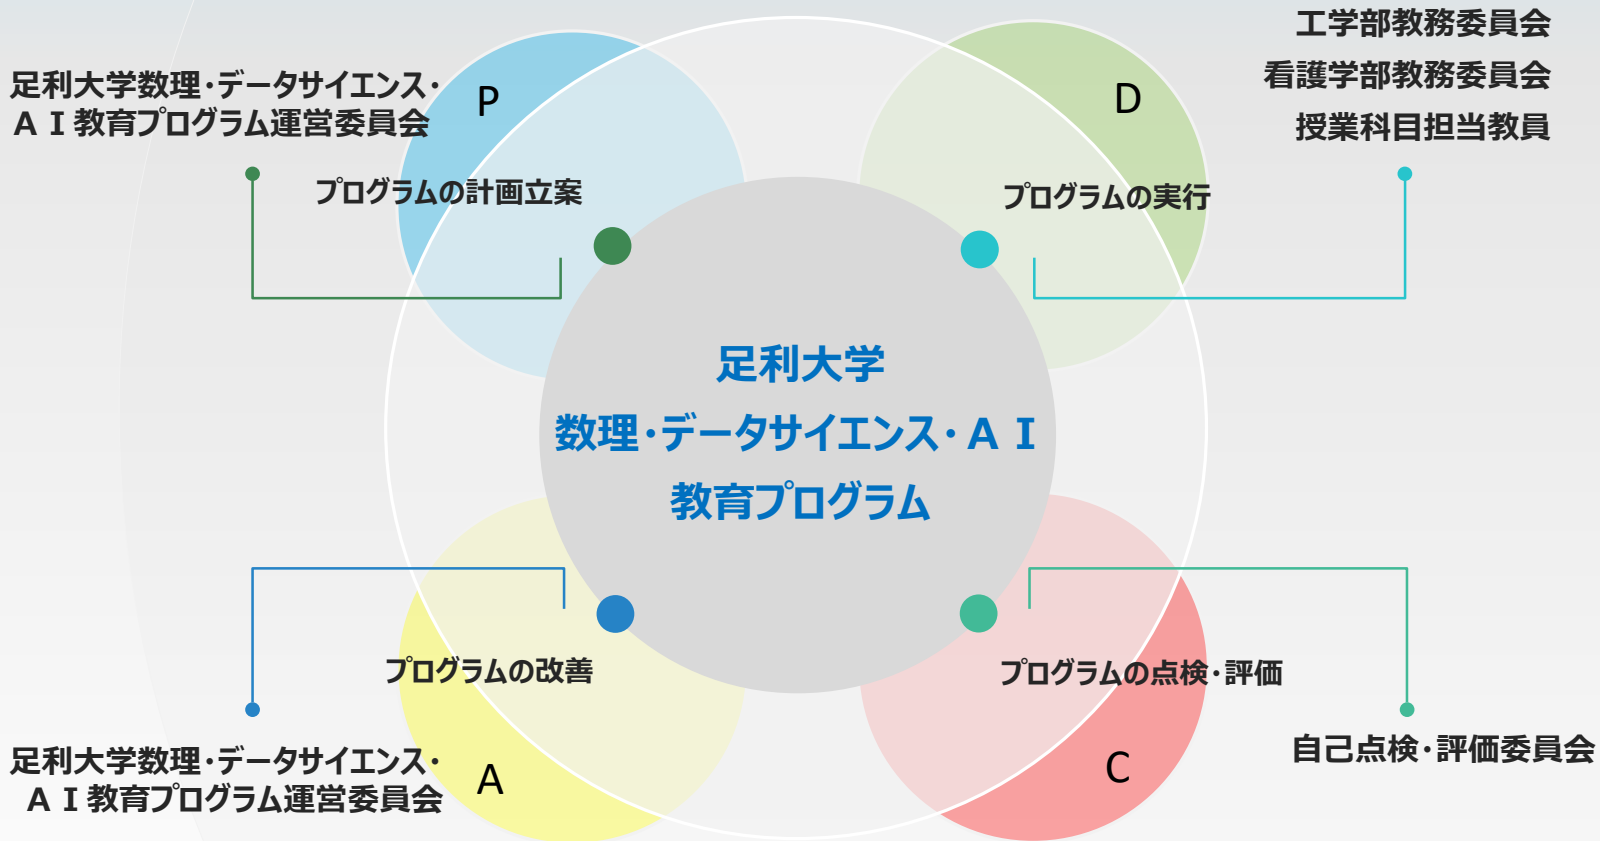 足利大学数理・データサイエンス・
ＡＩ教育プログラム運営委員会
P
プログラムの計画立案
工学部教務委員会
看護学部教務委員会
授業科目担当教員
D
プログラムの実行
足利大学
数理・データサイエンス・ＡＩ
教育プログラム
プログラムの改善
足利大学数理・データサイエンス・
ＡＩ教育プログラム運営委員会
A
プログラムの点検・評価
自己点検・評価委員会
C